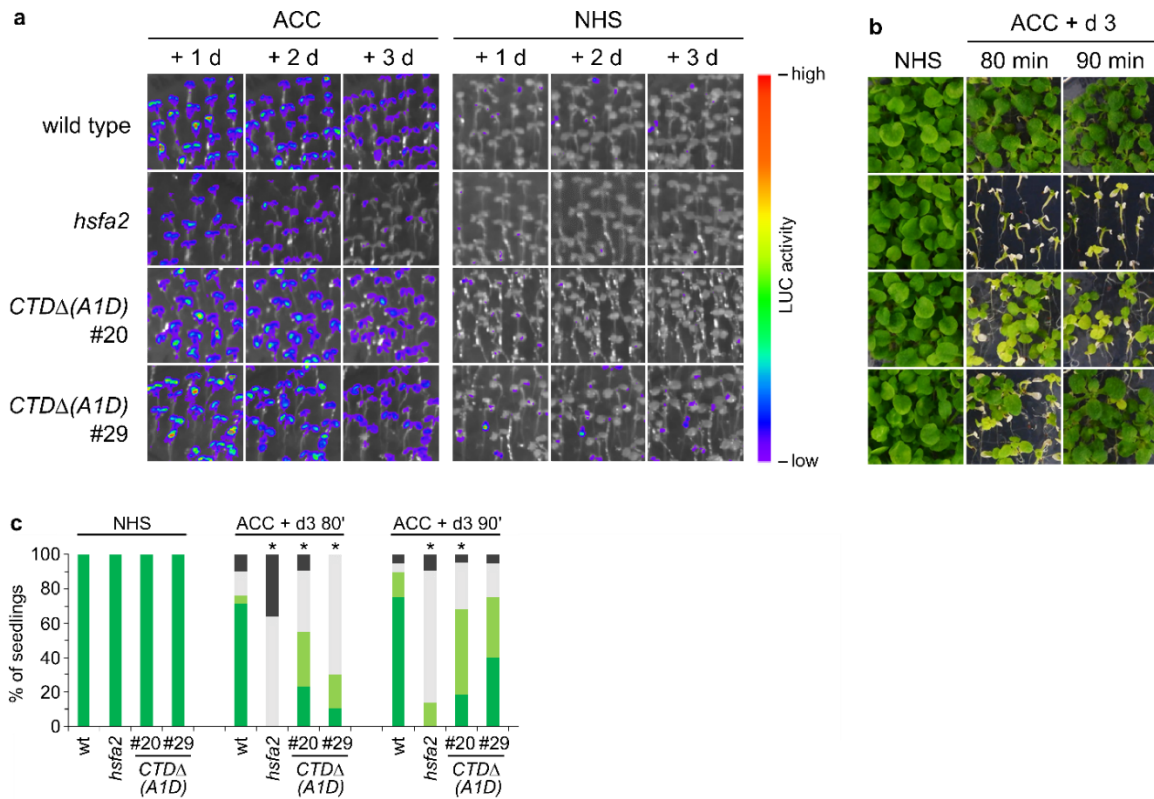 a
ACC
NHS
+ 1 d + 2 d + 3 d
+ 1 d + 2 d + 3 d
wild type
hsfa2
CTDΔ(A1D)
#20
CTDΔ(A1D)
#29
high
LUC activity
low
b
ACC + d 3
NHS 80 min 90 min
c
NHS
ACC + d3 80'
ACC + d3 90'
* * *
* *
% of seedlings
100
80
60
40
20
0
wt hsfa2 #20 #29
CTDΔ
(A1D)
wt hsfa2 #20 #29
CTDΔ
(A1D)
wt hsfa2 #20 #29
CTDΔ
(A1D)